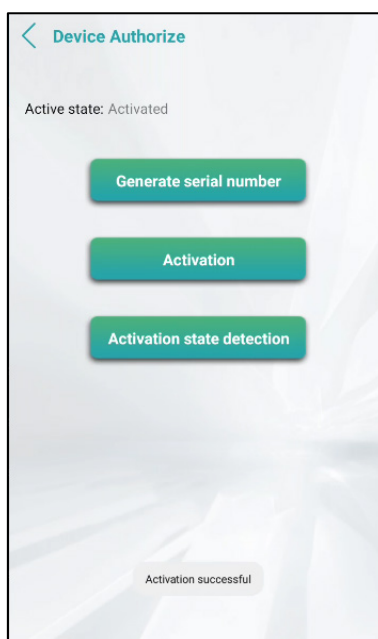 Device Authorize
Active state: Activated
Generate serial number
Activation
Activation state detection
Activation successful